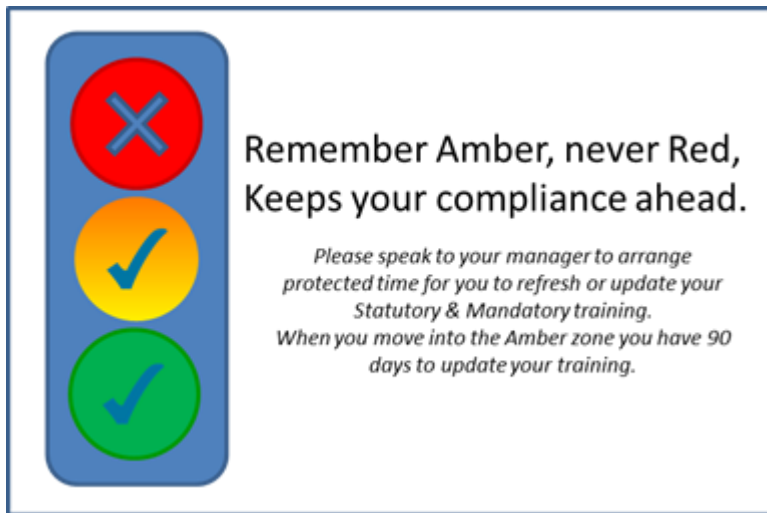 Remember Amber, never Red,
Keeps your compliance ahead.
Please speak to your manager to arrange
protected time for you to refresh or update your
Statutory & Mandatory training.
When you move into the Amber zone you have 90
days to update your training.